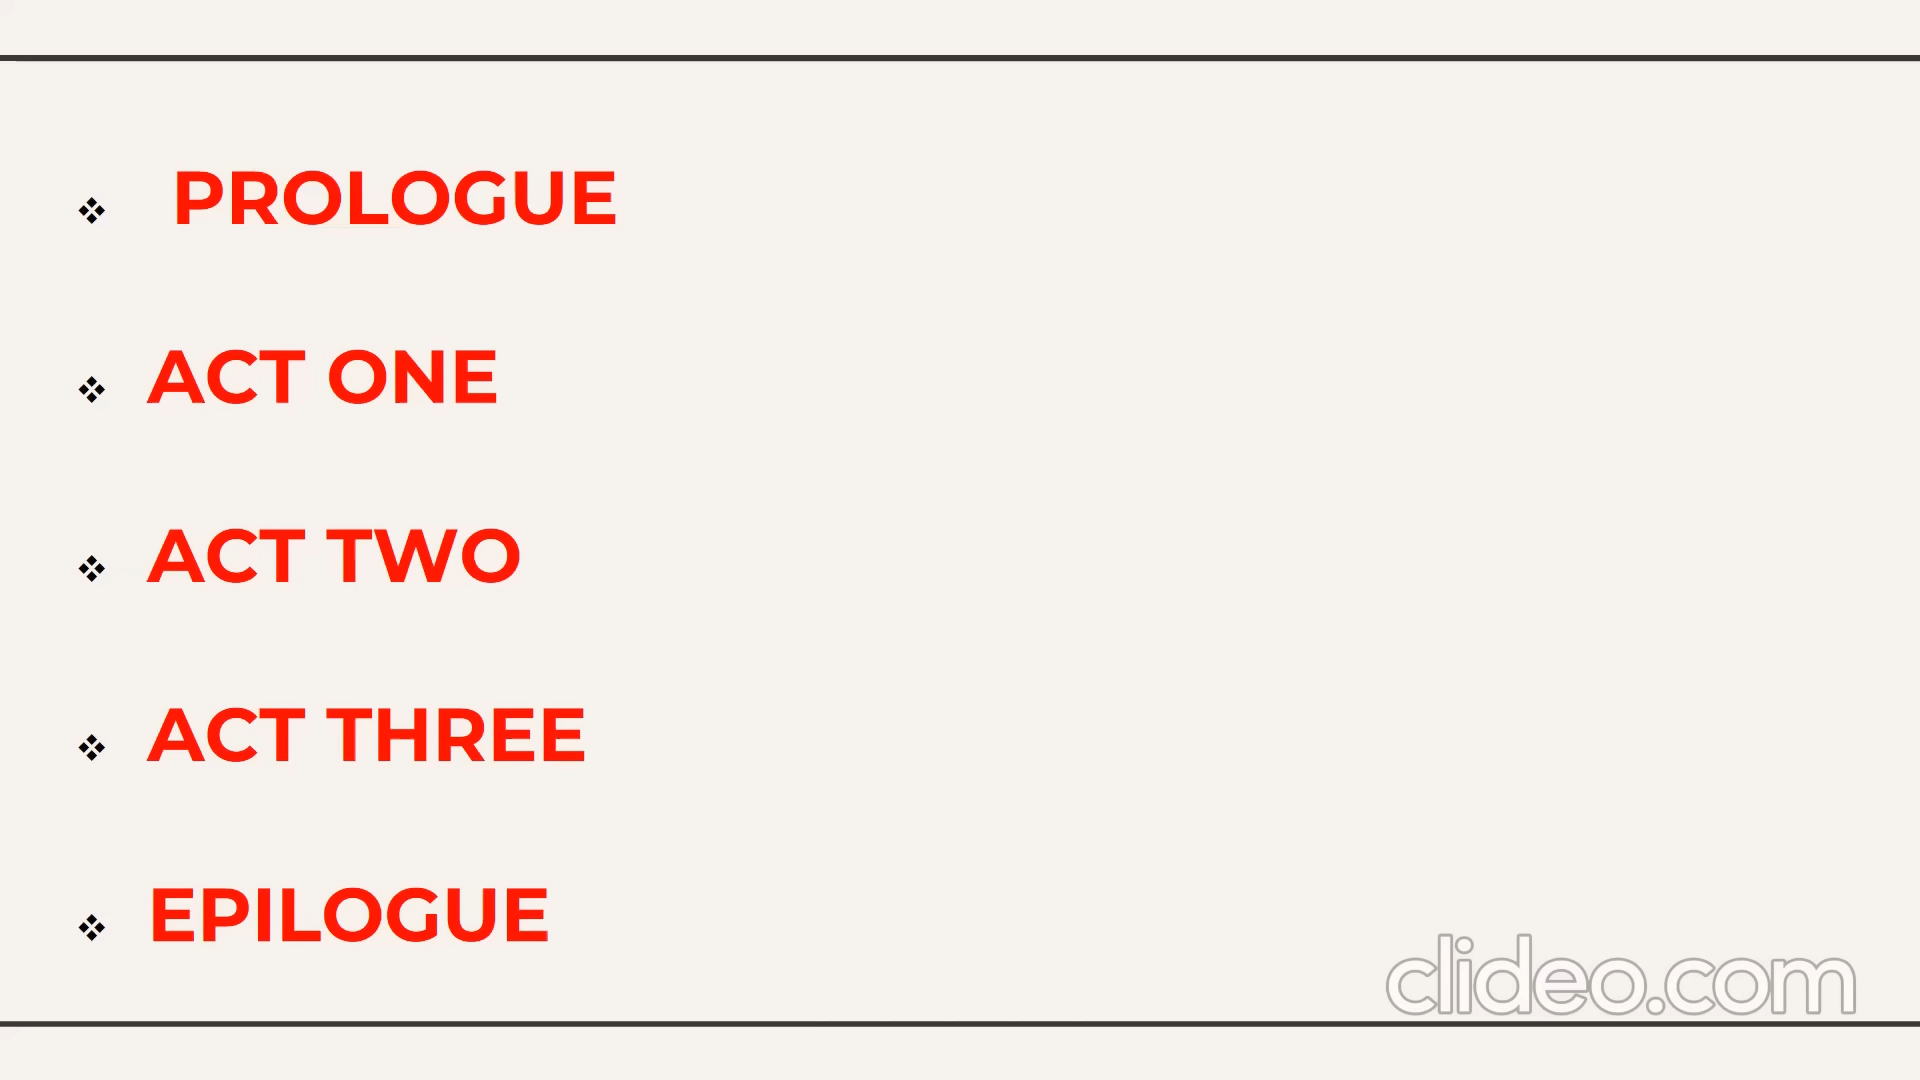 ❖ PROLOGUE
❖ ACT ONE
❖ ACT TWO
❖ ACT THREE
❖ EPILOGUE
clideo.com